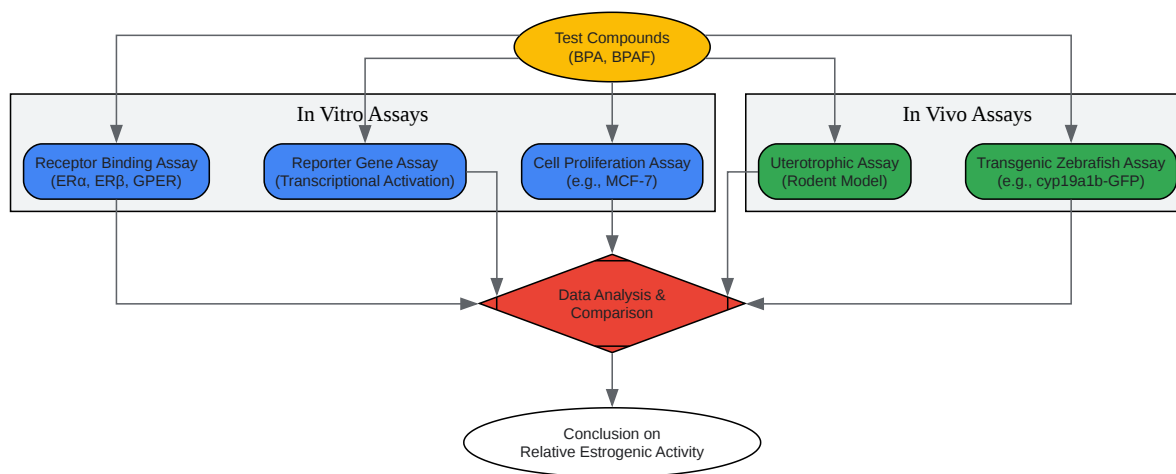 Test Compounds
(BPA, BPAF)
In Vitro Assays
In Vivo Assays
Receptor Binding Assay
(ERα, ERβ, GPER)
Reporter Gene Assay
(Transcriptional Activation)
Cell Proliferation Assay
(e.g., MCF-7)
Uterotrophic Assay
(Rodent Model)
Transgenic Zebrafish Assay
(e.g., cyp19a1b-GFP)
Data Analysis &
Comparison
Conclusion on
Relative Estrogenic Activity